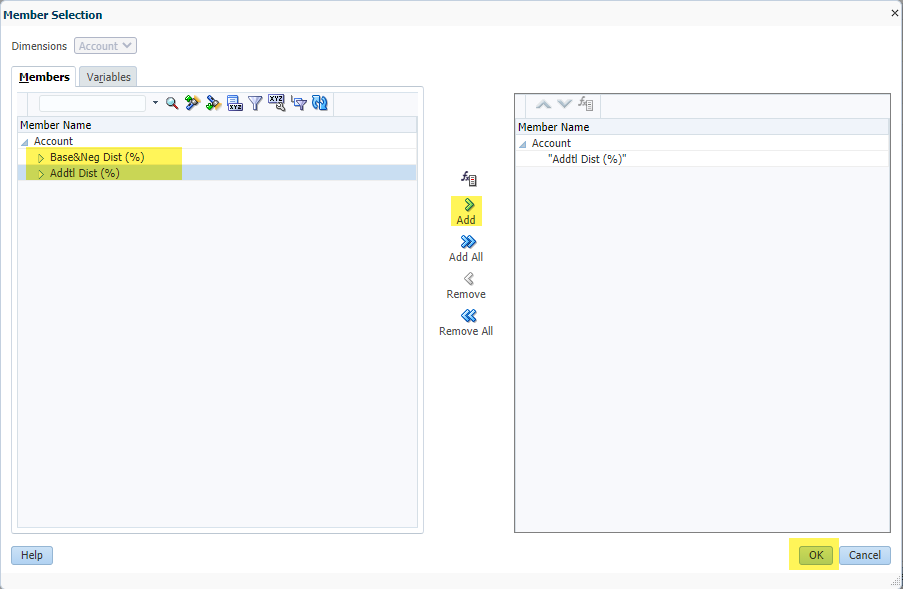 Member Selection
Dimensions Account
Members Variables
Member Name
Account
Base&Neg Dist (%)
Addtl Dist (%)
Add
Add All
Remove
Remove All
Member Name
Account
"Addtl Dist (%)"
Help
OK Cancel